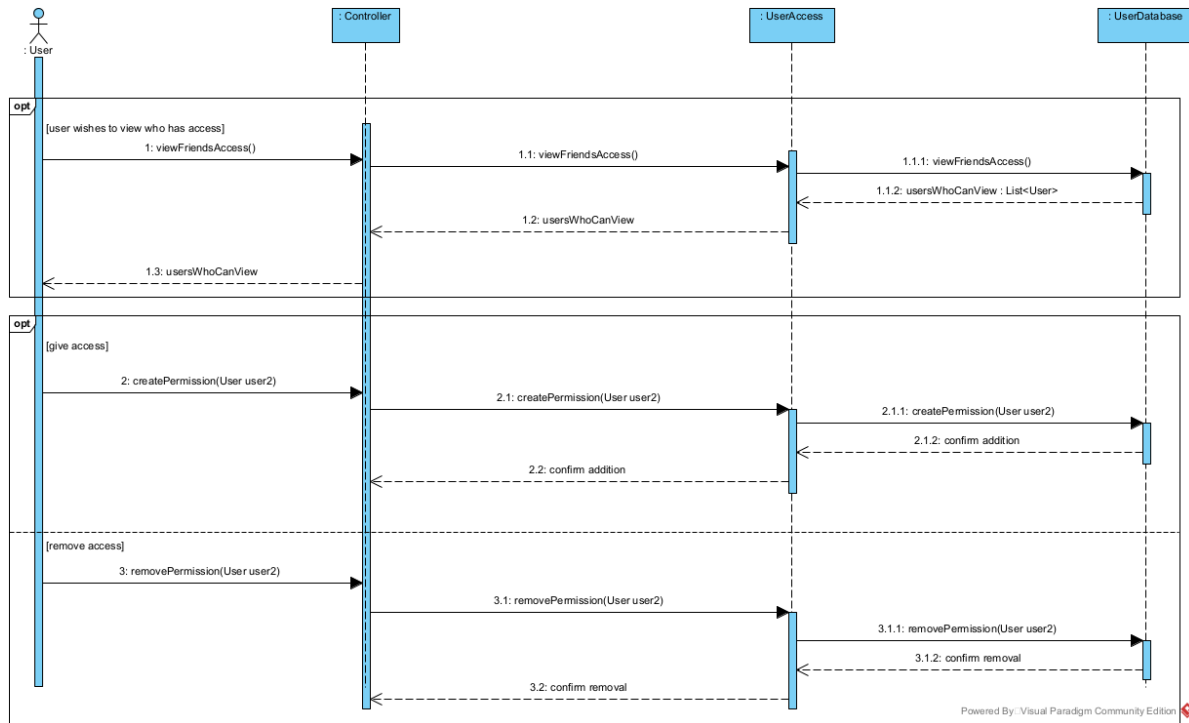 : User
: Controller
: UserAccess
: UserDatabase
opt
[user wishes to view who has access]
1: viewFriendsAccess()
1.1: viewFriendsAccess()
1.1.1: viewFriendsAccess()
1.1.2: usersWhoCanView : List<User>
1.2: usersWhoCanView
1.3: usersWhoCanView
opt
[give access]
2: createPermission(User user2)
2.1: createPermission(User user2)
2.1.1: createPermission(User user2)
2.1.2: confirm addition
2.2: confirm addition
[remove access]
3: removePermission(User user2)
3.1: removePermission(User user2)
3.1.1: removePermission(User user2)
3.1.2: confirm removal
3.2: confirm removal
Powered By Visual Paradigm Community Edition